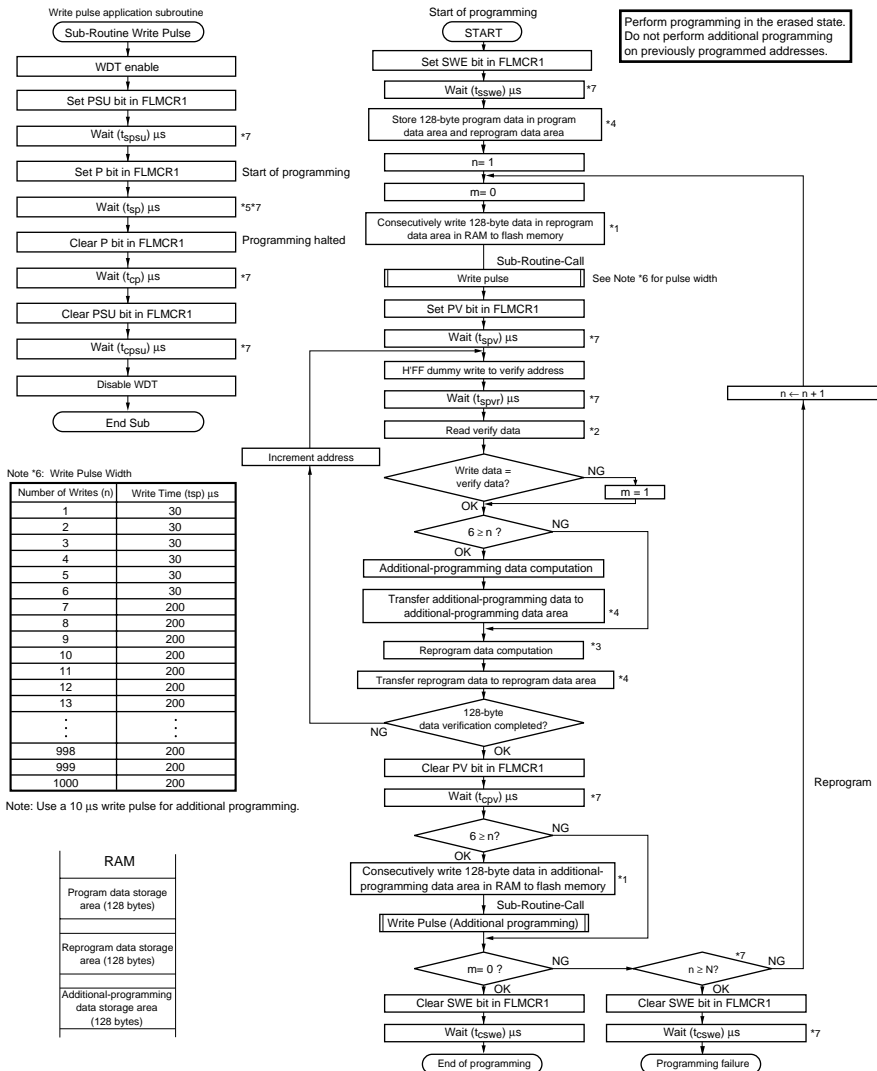 Write pulse application subroutine
Sub-Routine Write Pulse
WDT enable
Set PSU bit in FLMCR1
Wait (tspsu) µs
*7
Set P bit in FLMCR1
Start of programming
Wait (tsp) µs
*5*7
Clear P bit in FLMCR1
Programming halted
Wait (tcp) µs
*7
Clear PSU bit in FLMCR1
Wait (tcpsu) µs
*7
Disable WDT
End Sub
Note *6: Write Pulse Width
Number of Writes (n) Write Time (tsp) µs
1 30
2 30
3 30
4 30
5 30
6 30
7 200
8 200
9 200
10 200
11 200
12 200
13 200
998 200
999 200
1000 200
Note: Use a 10 µs write pulse for additional programming.
RAM
Program data storage
area (128 bytes)
Reprogram data storage
area (128 bytes)
Additional-programming
data storage area
(128 bytes)
Start of programming
START
Perform programming in the erased state.
Do not perform additional programming
on previously programmed addresses.
Set SWE bit in FLMCR1
Wait (tsswe) µs
*7
Store 128-byte program data in program
data area and reprogram data area
*4
n= 1
m= 0
Consecutively write 128-byte data in reprogram
data area in RAM to flash memory
*1
Sub-Routine-Call
Write pulse
See Note *6 for pulse width
Set PV bit in FLMCR1
Wait (tspv) µs
*7
H'FF dummy write to verify address
Wait (tspvr) µs
*7
Read verify data
*2
Increment address
n ← n + 1
Write data =
verify data?
NG
m = 1
OK
6 ≥ n ?
NG
OK
Additional-programming data computation
Transfer additional-programming data to
additional-programming data area
*4
Reprogram data computation
*3
Transfer reprogram data to reprogram data area
*4
128-byte
data verification completed?
NG
OK
Clear PV bit in FLMCR1
Reprogram
Wait (tcpv) µs
*7
6 ≥ n?
NG
OK
Consecutively write 128-byte data in additional-
programming data area in RAM to flash memory
*1
Sub-Routine-Call
Write Pulse (Additional programming)
m= 0 ?
NG
n ≥ N?
*7
NG
OK
OK
Clear SWE bit in FLMCR1
Clear SWE bit in FLMCR1
Wait (tcswe) µs
Wait (tcswe) µs
*7
End of programming
Programming failure